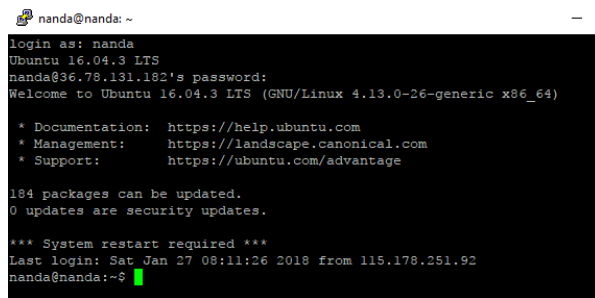 nanda@nanda: ~
login as: nanda
Ubuntu 16.04.3 LTS
nanda@36.78.131.182's password:
Welcome to Ubuntu 16.04.3 LTS (GNU/Linux 4.13.0-26-generic x86_64)
* Documentation:  https://help.ubuntu.com
* Management:     https://landscape.canonical.com
* Support:        https://ubuntu.com/advantage
184 packages can be updated.
0 updates are security updates.
*** System restart required ***
Last login: Sat Jan 27 08:11:26 2018 from 115.178.251.92
nanda@nanda:~$